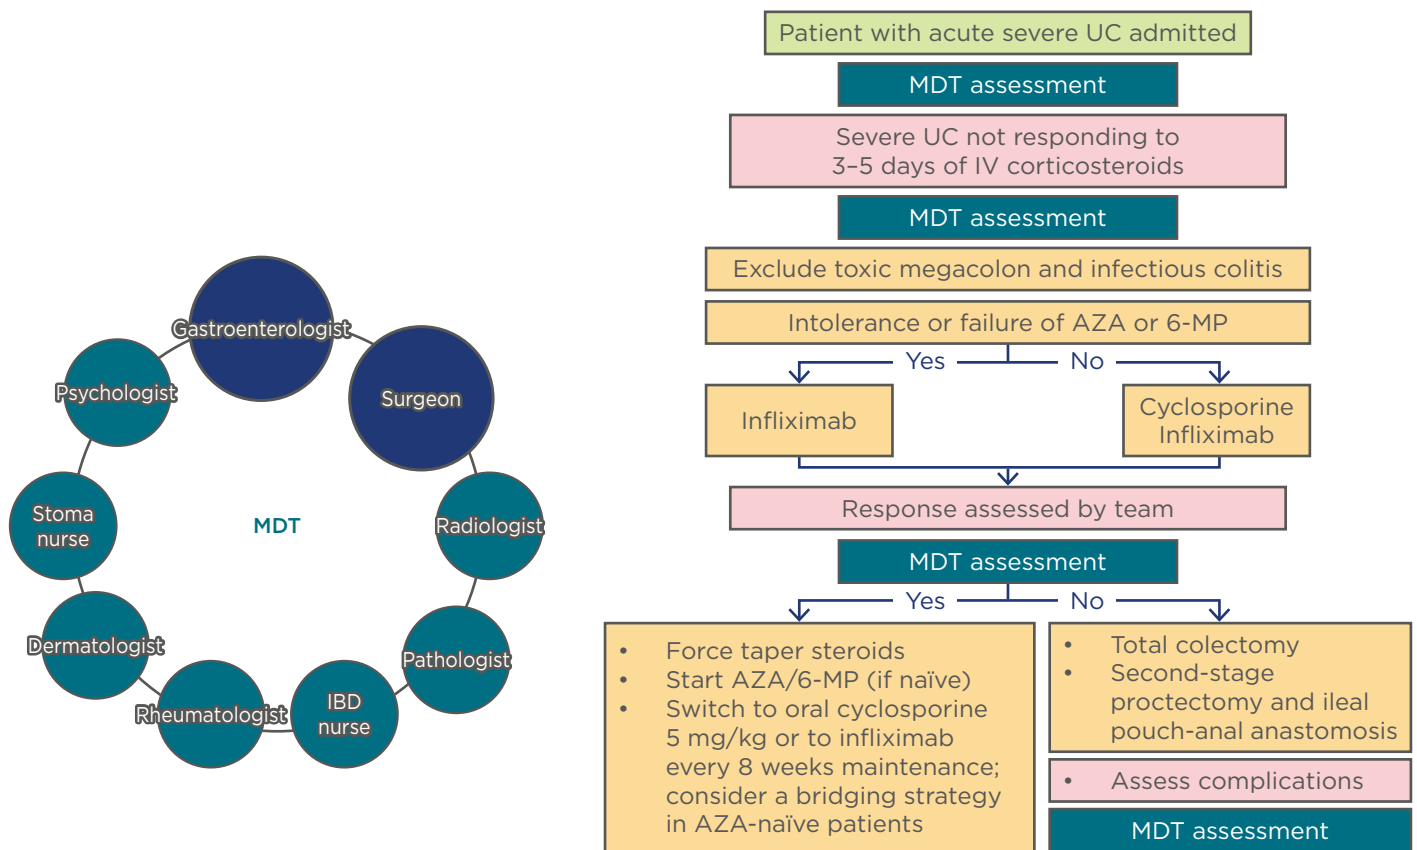 Gastroenterologist
Surgeon
Psychologist
Stoma
nurse
MDT
Radiologist
Dermatologist
Pathologist
Rheumatologist
IBD
nurse
Patient with acute severe UC admitted
MDT assessment
Severe UC not responding to
3–5 days of IV corticosteroids
MDT assessment
Exclude toxic megacolon and infectious colitis
Intolerance or failure of AZA or 6-MP
Yes
No
Infliximab
Cyclosporine
Infliximab
Response assessed by team
MDT assessment
Yes
No
• Force taper steroids
• Start AZA/6-MP (if naïve)
• Switch to oral cyclosporine
5 mg/kg or to infliximab
every 8 weeks maintenance;
consider a bridging strategy
in AZA-naïve patients
• Total colectomy
• Second-stage
proctectomy and ileal
pouch-anal anastomosis
• Assess complications
MDT assessment